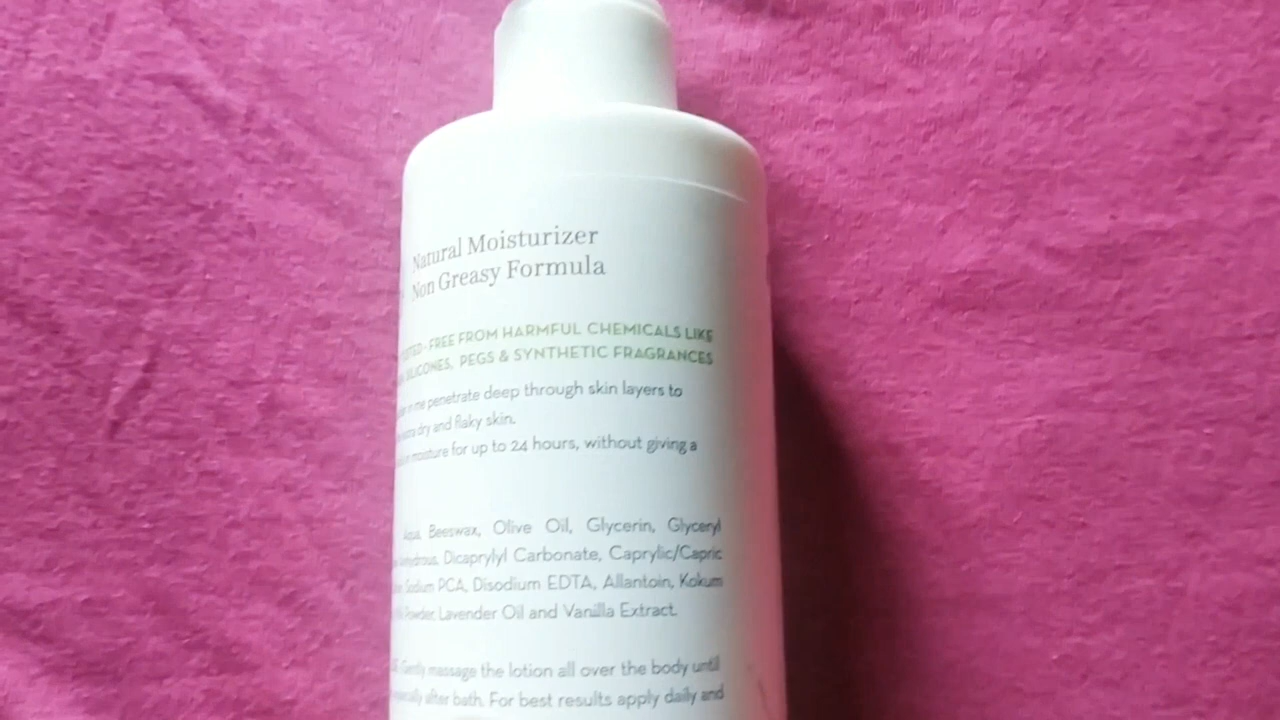 Natural Moisturizer
Non Greasy Formula
FREE FROM HARMFUL CHEMICALS LIKE
SILICONES, PEGS & SYNTHETIC FRAGRANCES
penetrate deep through skin layers to
dry and flaky skin.
moisture for up to 24 hours, without giving a
Aqua, Beeswax, Olive Oil, Glycerin, Glyceryl
Dicaprylyl Carbonate, Caprylic/Capric
Sodium PCA, Disodium EDTA, Allantoin, Kokum
Powder, Lavender Oil and Vanilla Extract.
Gently massage the lotion all over the body until
after bath. For best results apply daily and